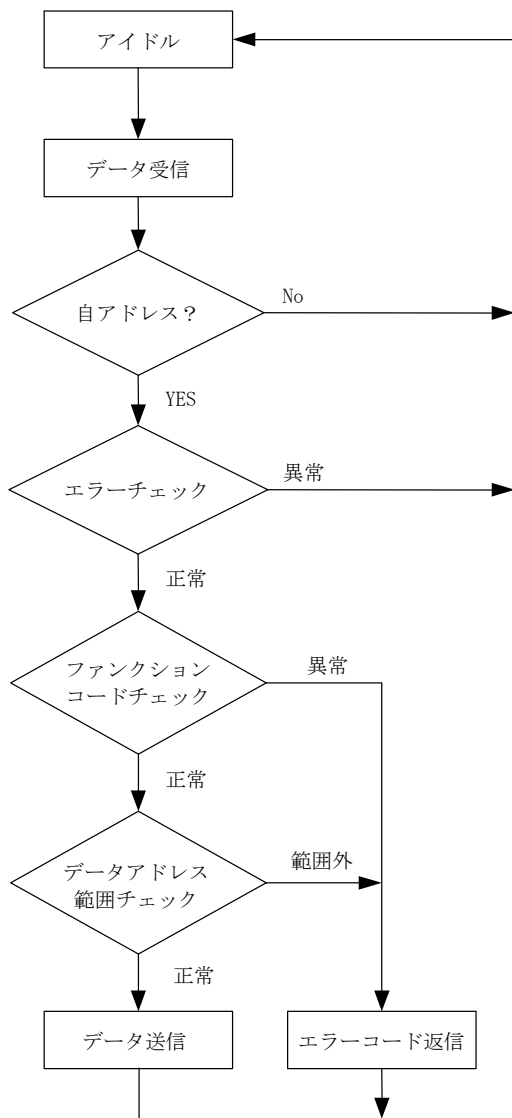 アイドル
データ受信
自アドレス？
No
YES
エラーチェック
異常
正常
ファンクション
コードチェック
異常
正常
データアドレス
範囲チェック
範囲外
正常
データ送信
エラーコード返信